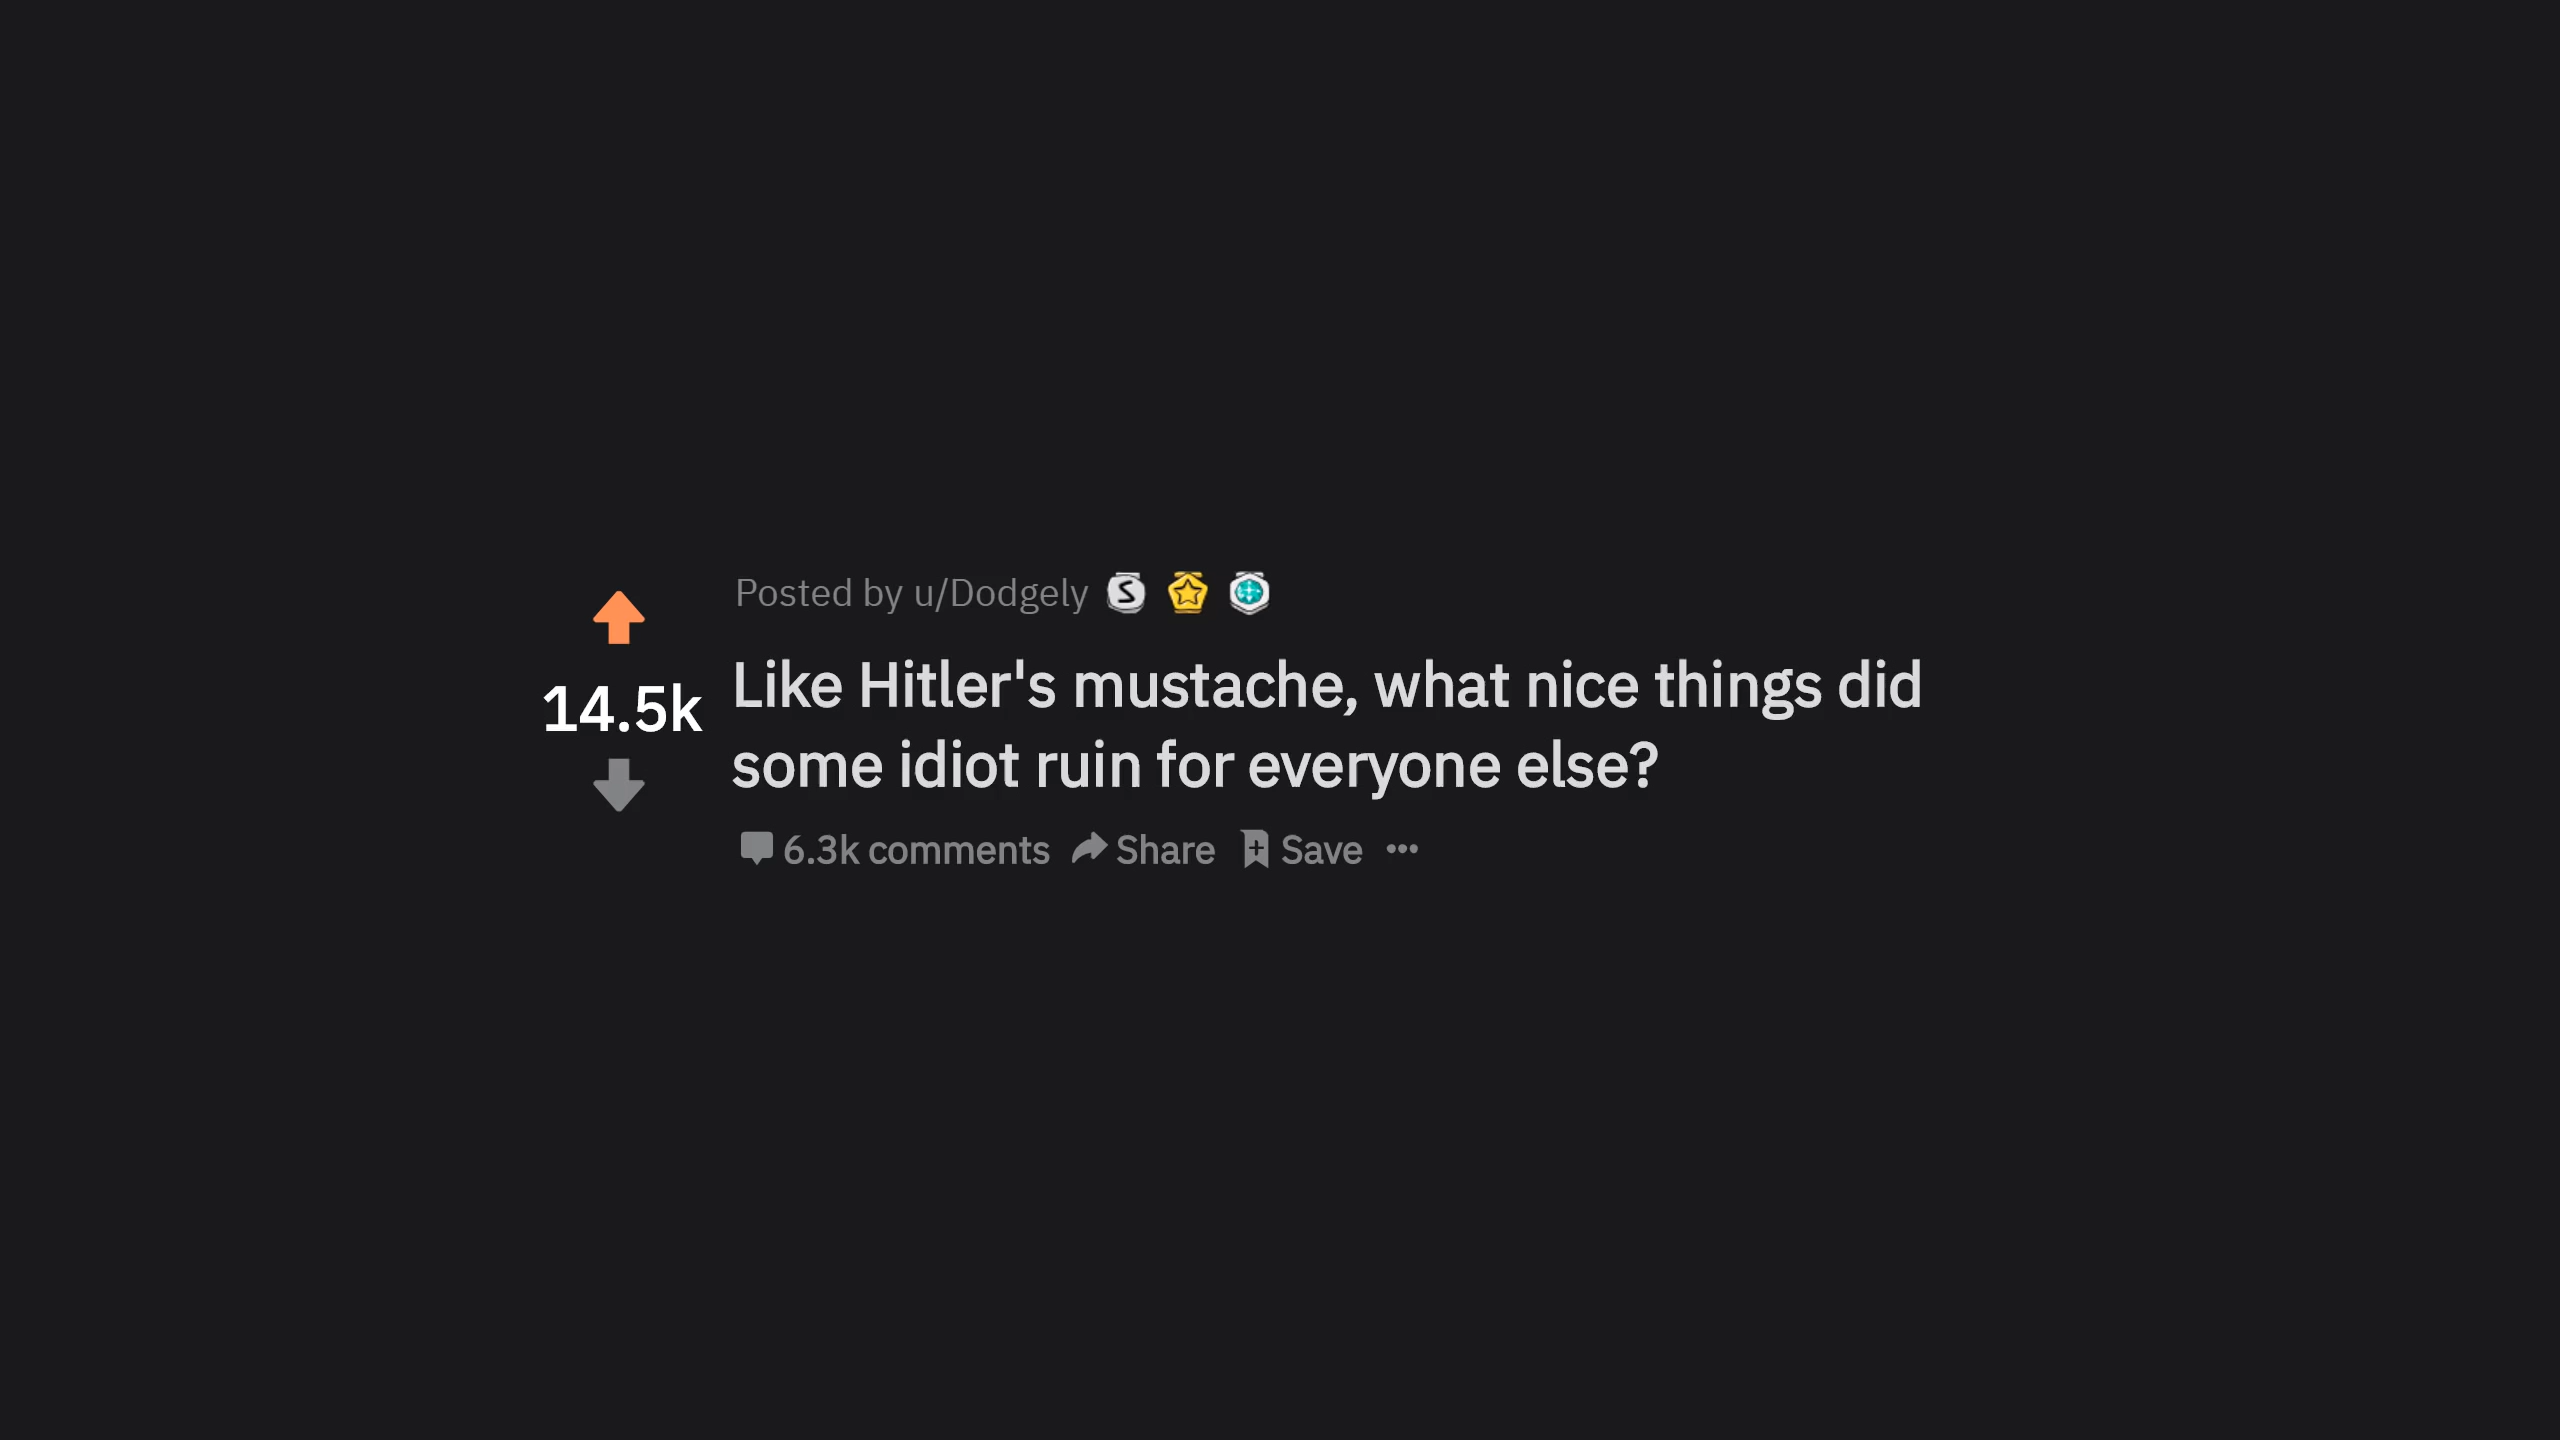 Posted by u/Dodgely
14.5k
Like Hitler's mustache, what nice things did
some idiot ruin for everyone else?
6.3k comments Share Save